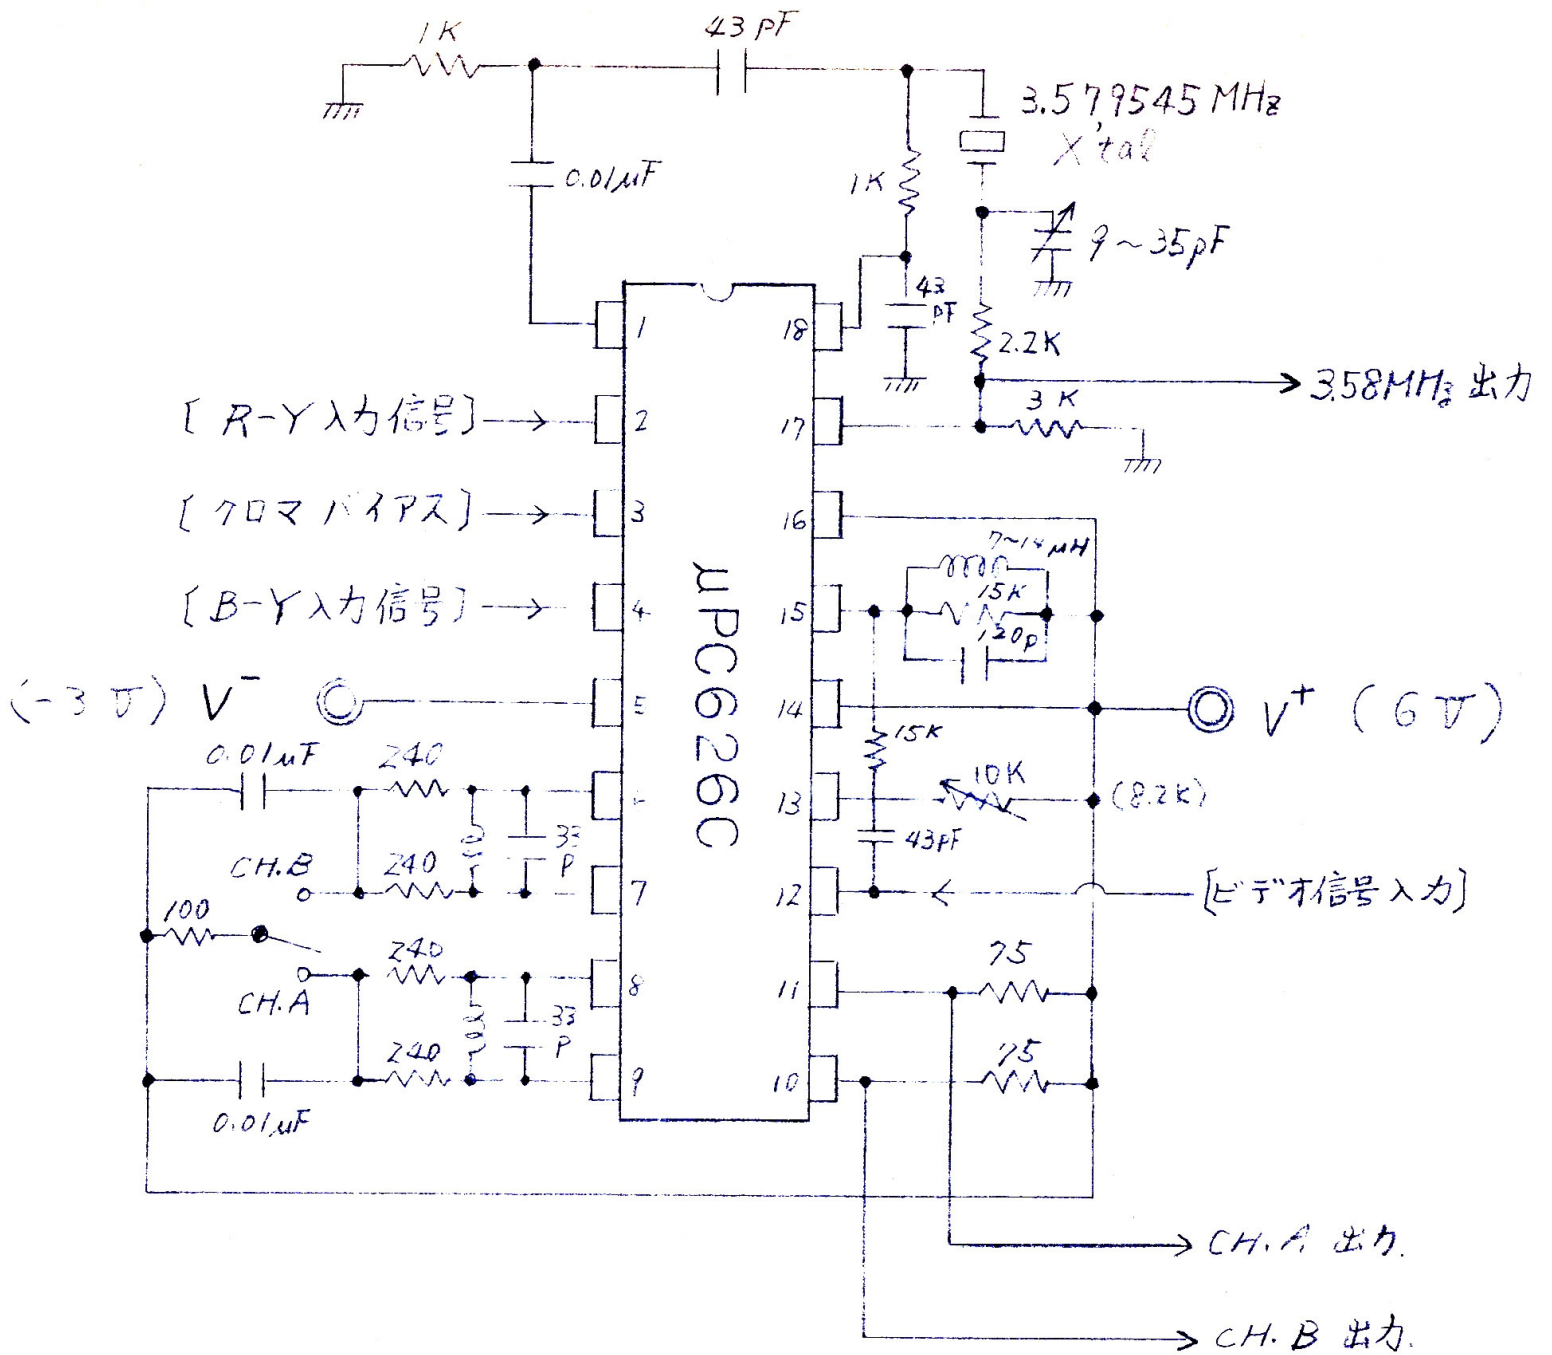 1K
43pF
3.579545MHz
X'tal
0.01μF
1K
9~35pF
43
PF
2.2K
3.58MHz 出力
3K
1
18
[R-Y入力信号]
2
17
[クロマバイアス]
3
16
7~14μH
[B-Y入力信号]
4
15
15K
120p
(-3V) V⁻
5
14
V⁺ (6V)
μPC626C
15K
0.01μF
240
13
10K
(8.2K)
33
P
43pF
CH.B
240
7
12
[ビデオ信号入力]
100
240
75
CH.A
8
11
33
P
240
75
9
10
0.01μF
CH.A 出力.
CH.B 出力.